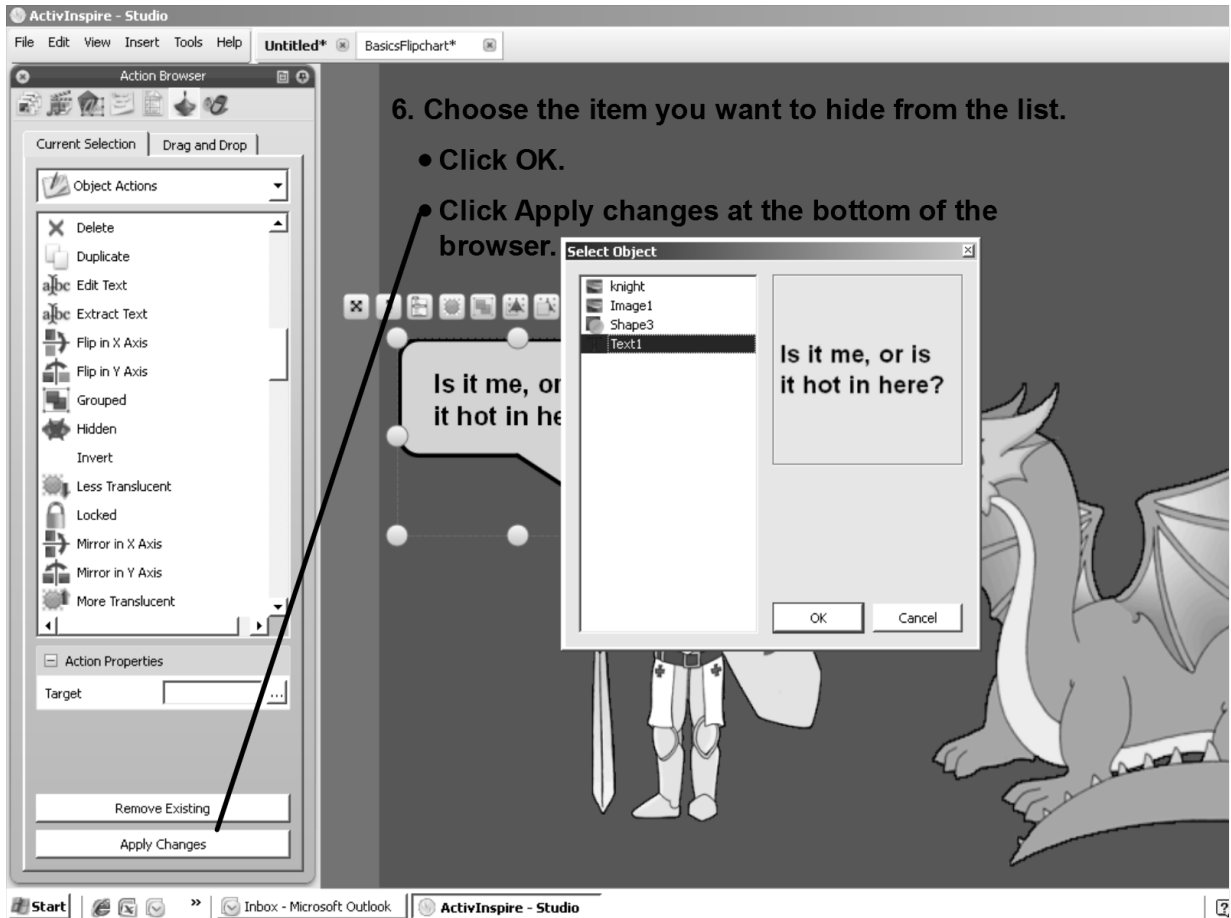 ActivInspire - Studio
File Edit View Insert Tools Help Untitled* BasicsFlipchart*
Action Browser
Current Selection Drag and Drop
Object Actions
Delete
Duplicate
Edit Text
Extract Text
Flip in X Axis
Flip in Y Axis
Grouped
Hidden
Invert
Less Translucent
Locked
Mirror in X Axis
Mirror in Y Axis
More Translucent
Action Properties
Target ...
Remove Existing
Apply Changes
6. Choose the item you want to hide from the list.
• Click OK.
• Click Apply changes at the bottom of the
browser.
Is it me, or
it hot in he
Select Object
knight
Image1
Shape3
Text1
Is it me, or is
it hot in here?
OK Cancel
Start » Inbox - Microsoft Outlook ActivInspire - Studio